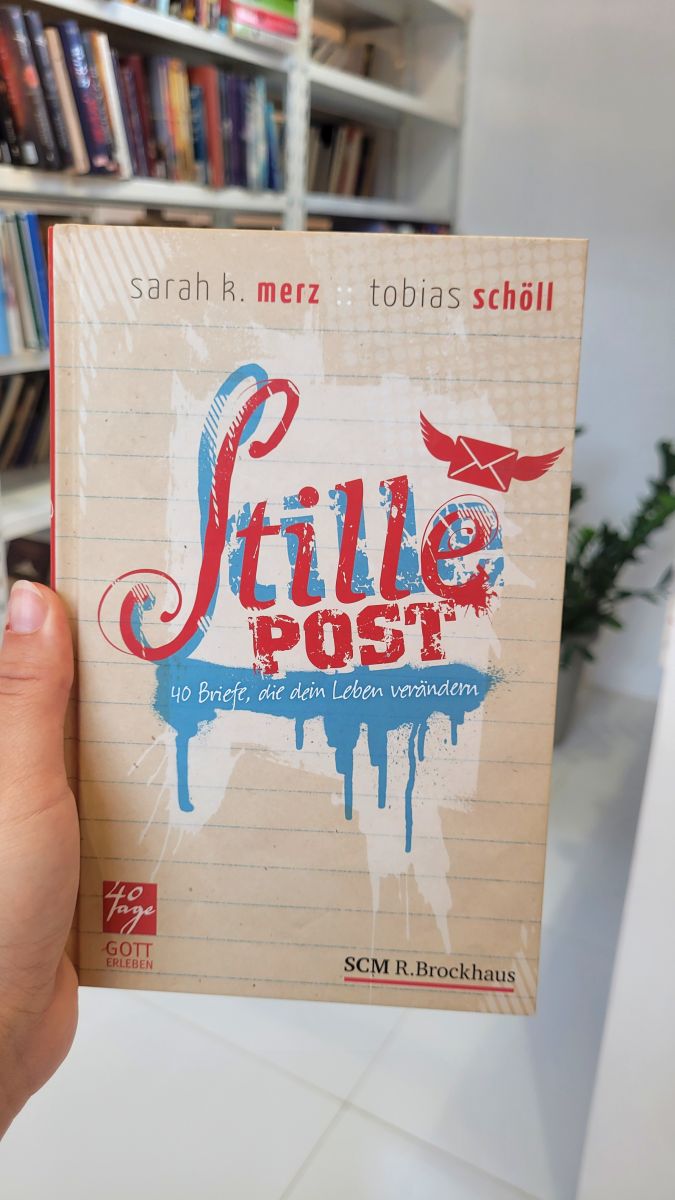 sarah k. merz :: tobias schöll
Stille
POST
40 Briefe, die dein Leben verändern
40
Tage
GOTT
ERLEBEN
SCM R.Brockhaus